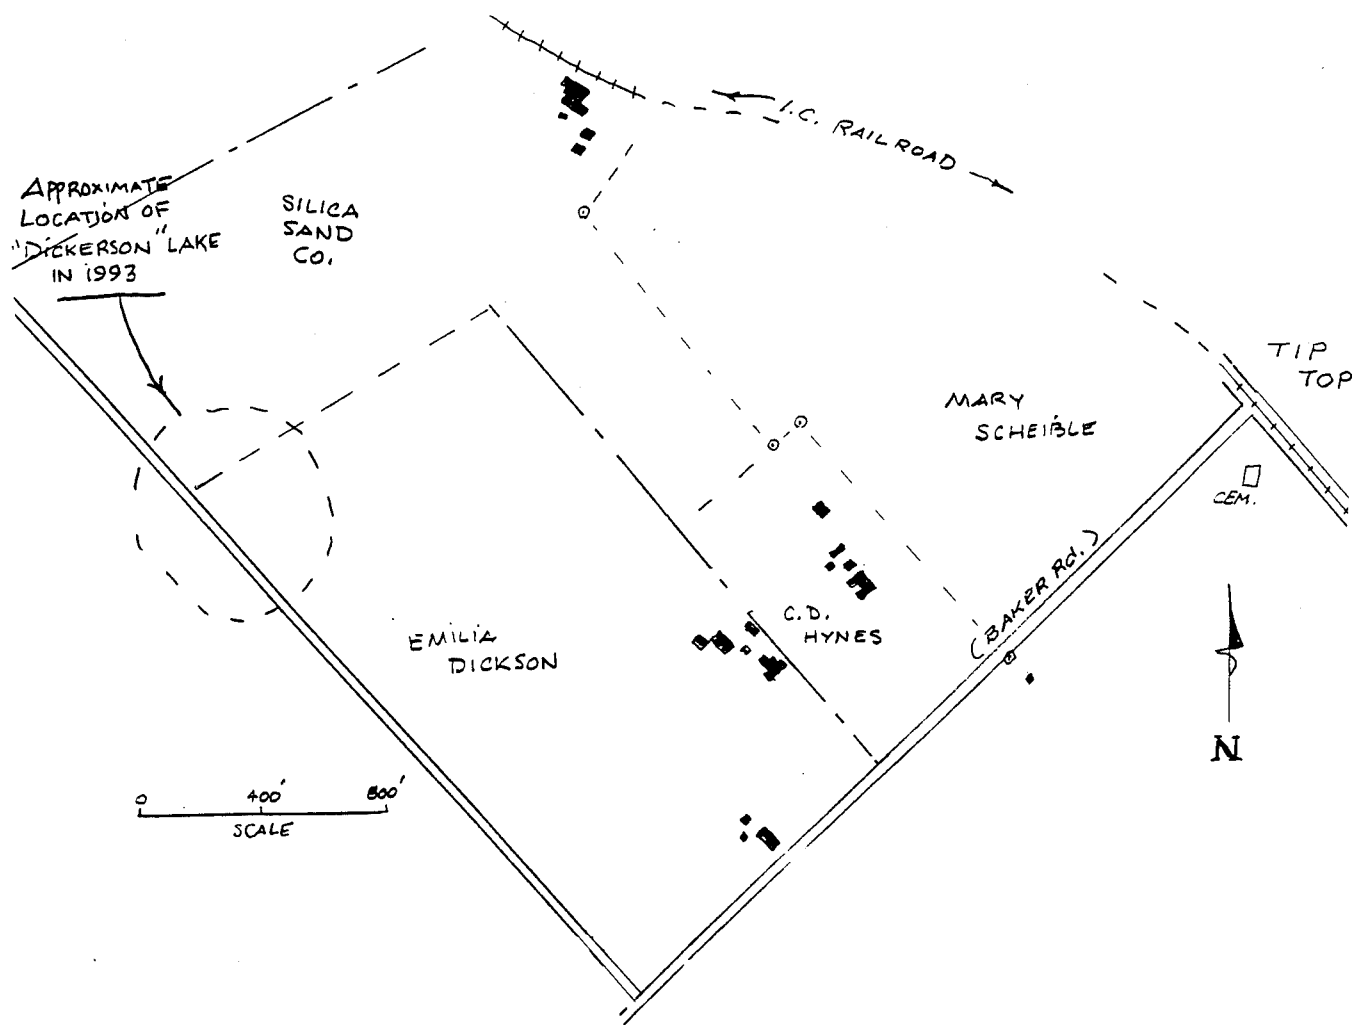 I.C. RAILROAD
APPROXIMATE
LOCATION OF
"DICKERSON" LAKE
IN 1993
SILICA
SAND
CO.
TIP
TOP
MARY
SCHEIBLE
CEM.
(BAKER Rd.)
C.D.
HYNES
EMILIA
DICKSON
N
0 400' 800'
SCALE